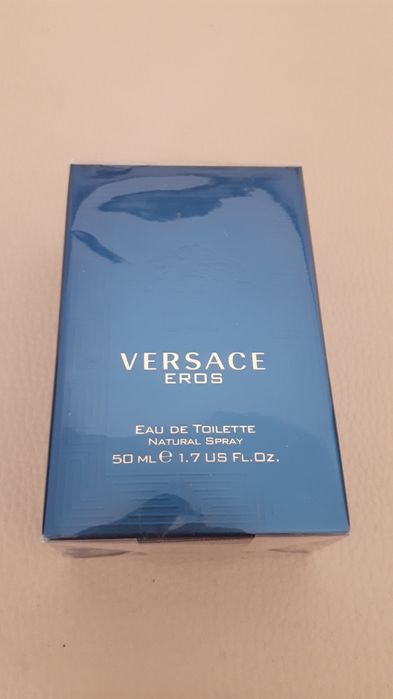 VERSACE
EROS
EAU DE TOILETTE
NATURAL SPRAY
50 ML ℮ 1.7 US FL.OZ.